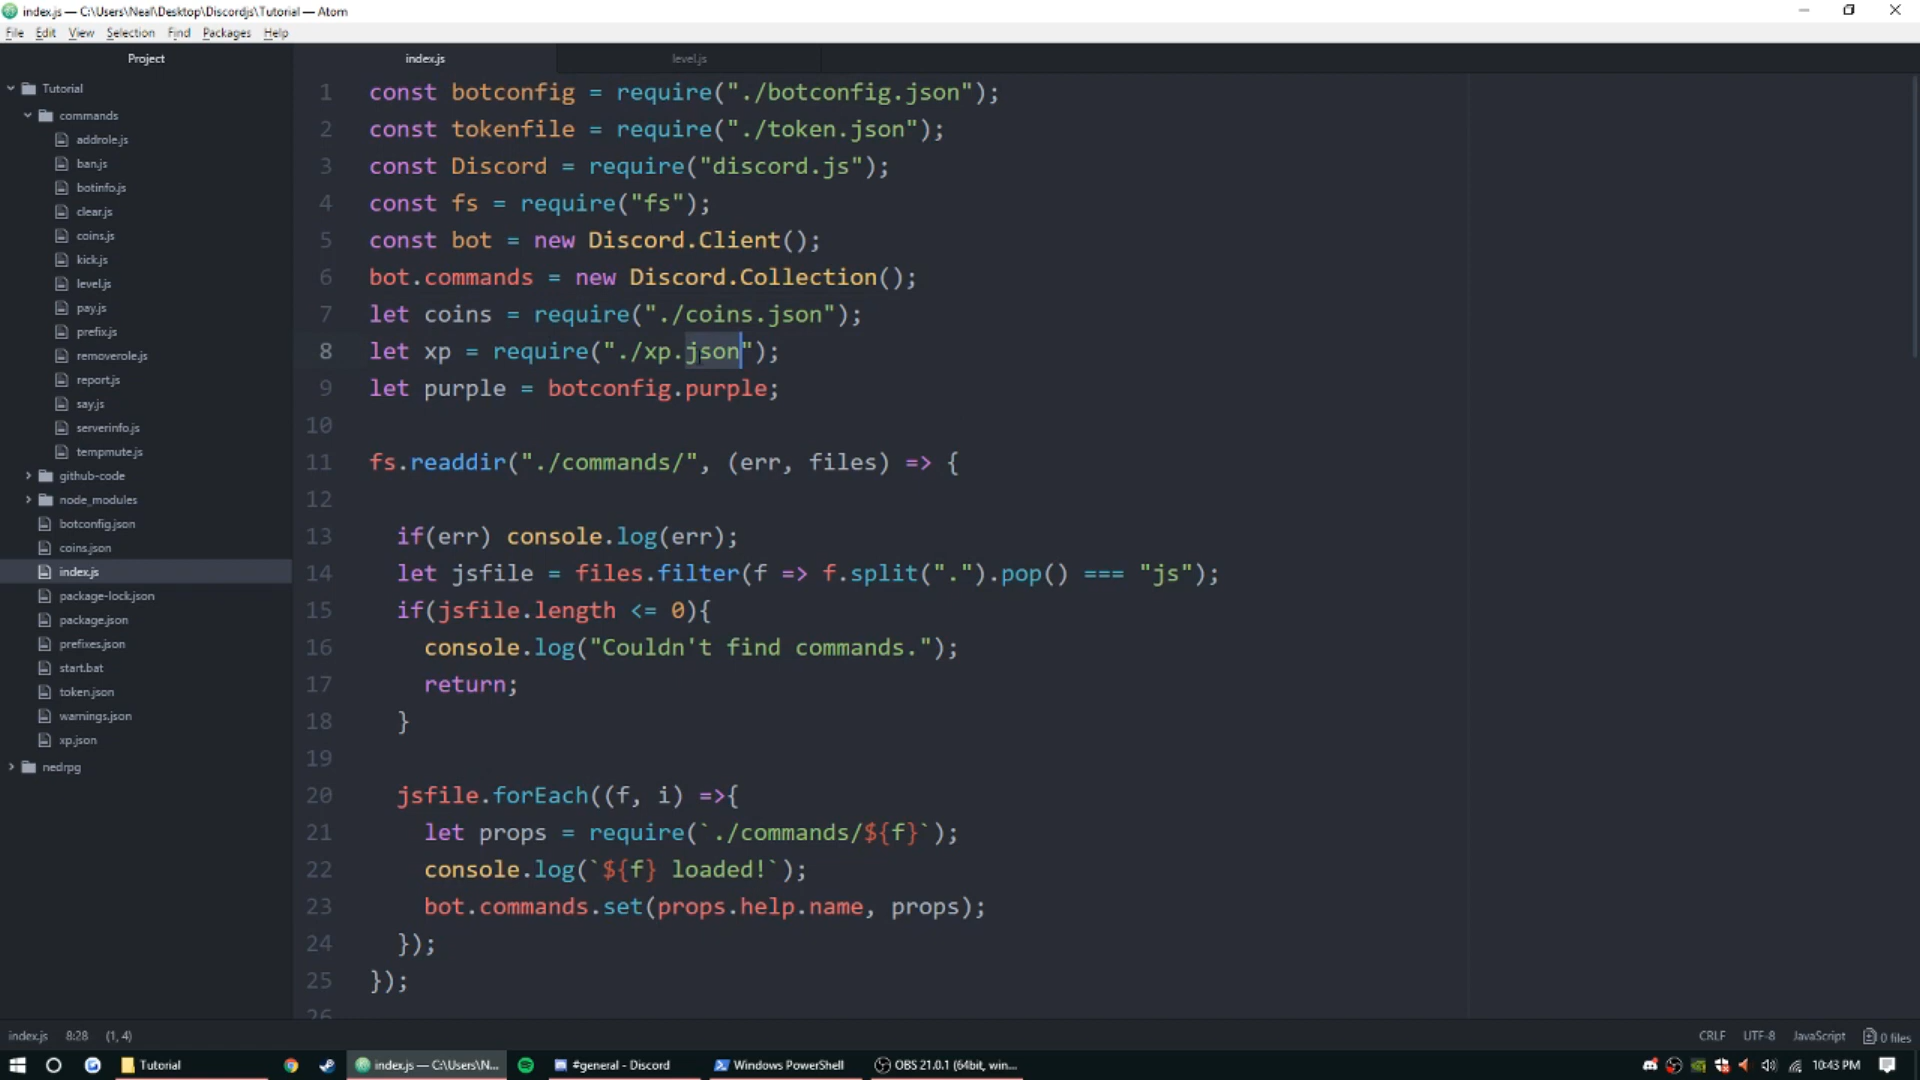 index.js — C:\Users\Neal\Desktop\Discordjs\Tutorial — Atom
File Edit View Selection Find Packages Help
Project
Tutorial
commands
addrole.js
ban.js
botinfo.js
clear.js
coins.js
kick.js
level.js
pay.js
prefix.js
removerole.js
report.js
say.js
serverinfo.js
tempmute.js
github-code
node_modules
botconfig.json
coins.json
index.js
package-lock.json
package.json
prefixes.json
start.bat
token.json
warnings.json
xp.json
nedrpg
index.js level.js
1 const botconfig = require("./botconfig.json");
2 const tokenfile = require("./token.json");
3 const Discord = require("discord.js");
4 const fs = require("fs");
5 const bot = new Discord.Client();
6 bot.commands = new Discord.Collection();
7 let coins = require("./coins.json");
8 let xp = require("./xp.json");
9 let purple = botconfig.purple;
10
11 fs.readdir("./commands/", (err, files) => {
12
13 if(err) console.log(err);
14 let jsfile = files.filter(f => f.split(".").pop() === "js");
15 if(jsfile.length <= 0){
16 console.log("Couldn't find commands.");
17 return;
18 }
19
20 jsfile.forEach((f, i) =>{
21 let props = require(`./commands/${f}`);
22 console.log(`${f} loaded!`);
23 bot.commands.set(props.help.name, props);
24 });
25 });
26
index.js 8:28 (1, 4) CRLF UTF-8 JavaScript 0 files
Tutorial index.js — C:\Users\N... #general - Discord Windows PowerShell OBS 21.0.1 (64bit, win... 10:43 PM